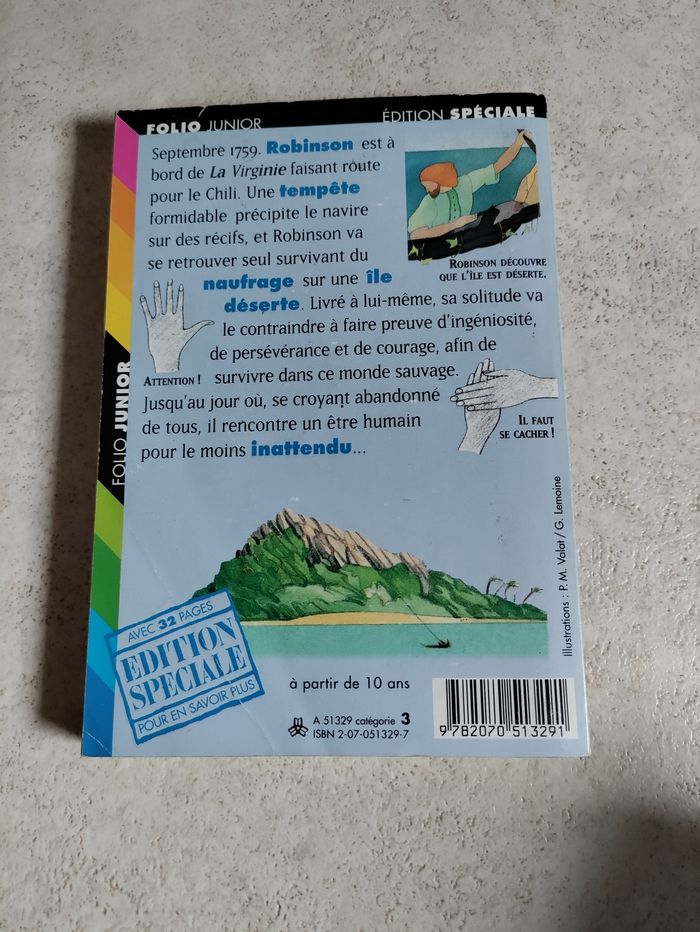 FOLIO JUNIOR
ÉDITION SPÉCIALE
Septembre 1759. Robinson est à
bord de La Virginie faisant route
pour le Chili. Une tempête
formidable précipite le navire
sur des récifs, et Robinson va
se retrouver seul survivant du
naufrage sur une île
déserte. Livré à lui-même, sa solitude va
le contraindre à faire preuve d'ingéniosité,
de persévérance et de courage, afin de
survivre dans ce monde sauvage.
Jusqu'au jour où, se croyant abandonné
de tous, il rencontre un être humain
pour le moins inattendu...
ROBINSON DÉCOUVRE
QUE L'ÎLE EST DÉSERTE.
ATTENTION !
IL FAUT
SE CACHER !
FOLIO JUNIOR
Illustrations : P. M. Valat / G. Lemoine
AVEC 32 PAGES
EDITION
SPECIALE
POUR EN SAVOIR PLUS
à partir de 10 ans
A 51329 catégorie 3
ISBN 2-07-051329-7
9 782070 513291